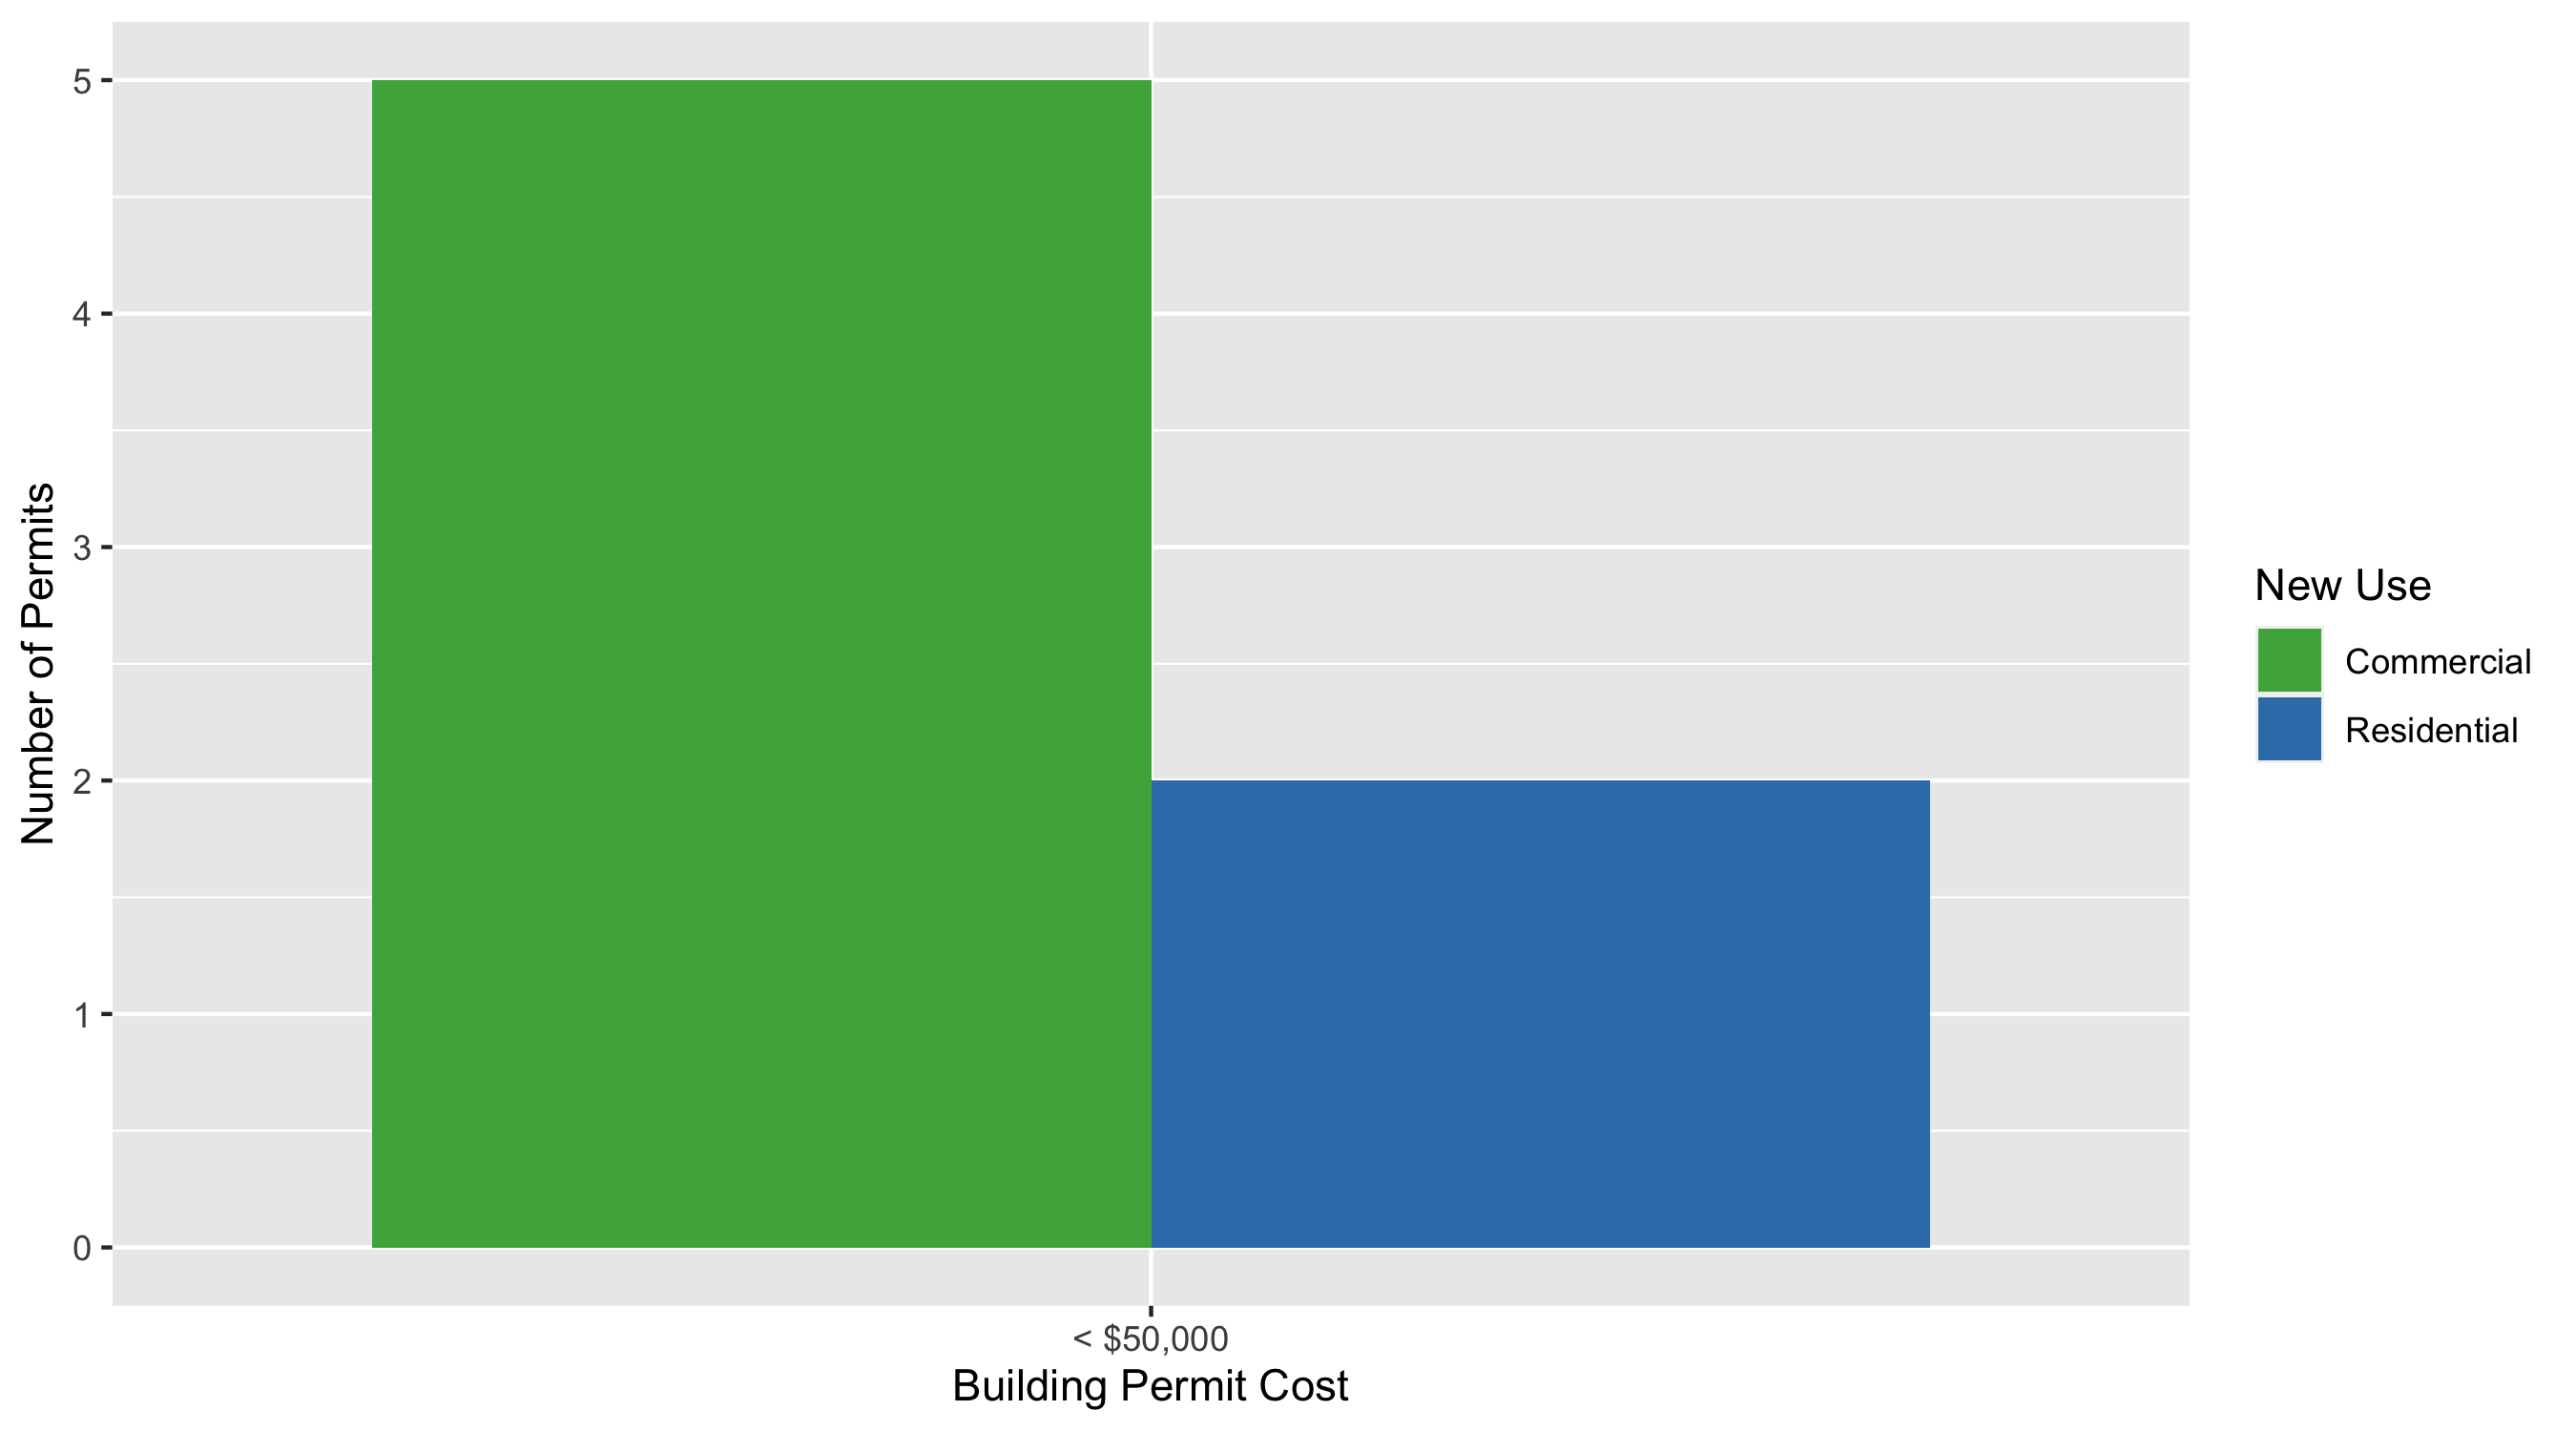 5
4
3
2
1
0
Number of Permits
< $50,000
Building Permit Cost
New Use
Commercial
Residential